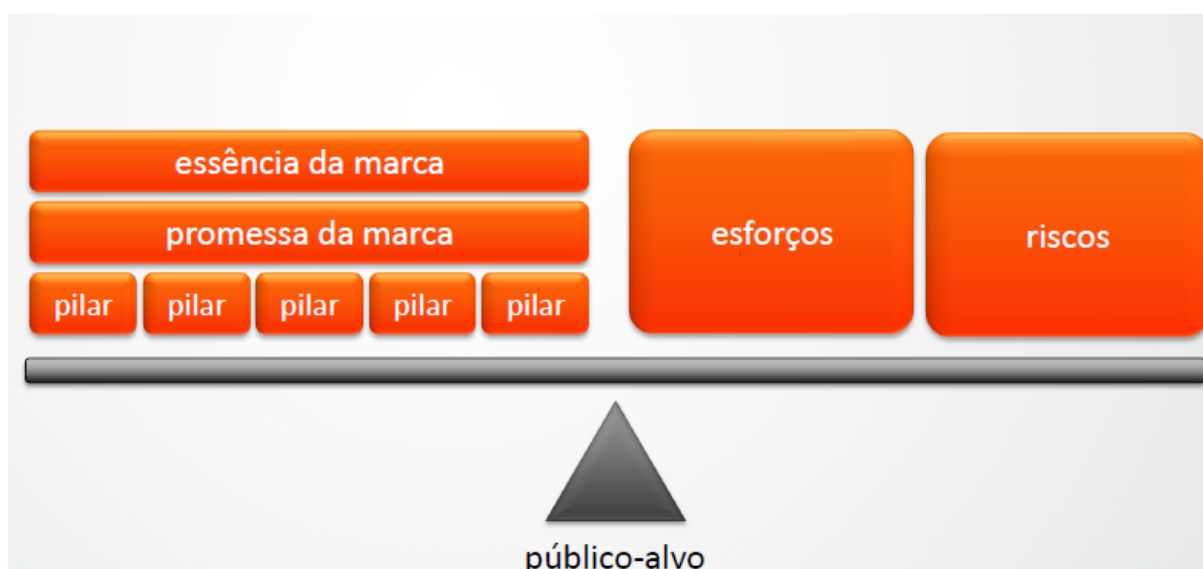 essência da marca
promessa da marca
pilar pilar pilar pilar pilar
esforços
riscos
público-alvo